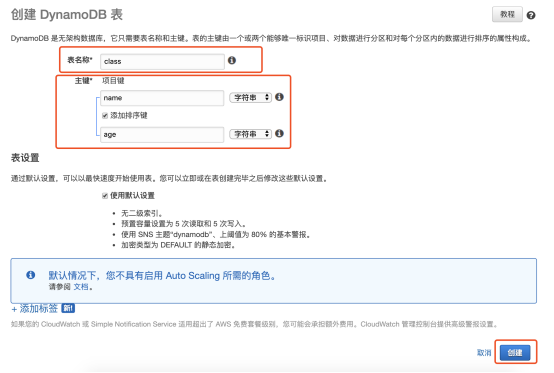 创建 DynamoDB 表
教程
DynamoDB 是无架构数据库，它只需要表名称和主键。表的主键由一个或两个能够唯一标识项目、对数据进行分区和对每个分区内的数据进行排序的属性构成。
表名称* class
主键* 项目键
name 字符串
添加排序键
age 字符串
表设置
通过默认设置，可以以最快速度开始使用表。您可以立即或在表创建完毕之后修改这些默认设置。
使用默认设置
• 无二级索引。
• 预置容量设置为 5 次读取和 5 次写入。
• 使用 SNS 主题“dynamodb”、上阈值为 80% 的基本警报。
• 加密类型为 DEFAULT 的静态加密。
默认情况下，您不具有启用 Auto Scaling 所需的角色。
请参阅 文档。
+ 添加标签 新!
如果您的 CloudWatch 或 Simple Notification Service 适用超出了 AWS 免费套餐级别，您可能会承担额外费用。CloudWatch 管理控制台提供高级警报设置。
取消 创建